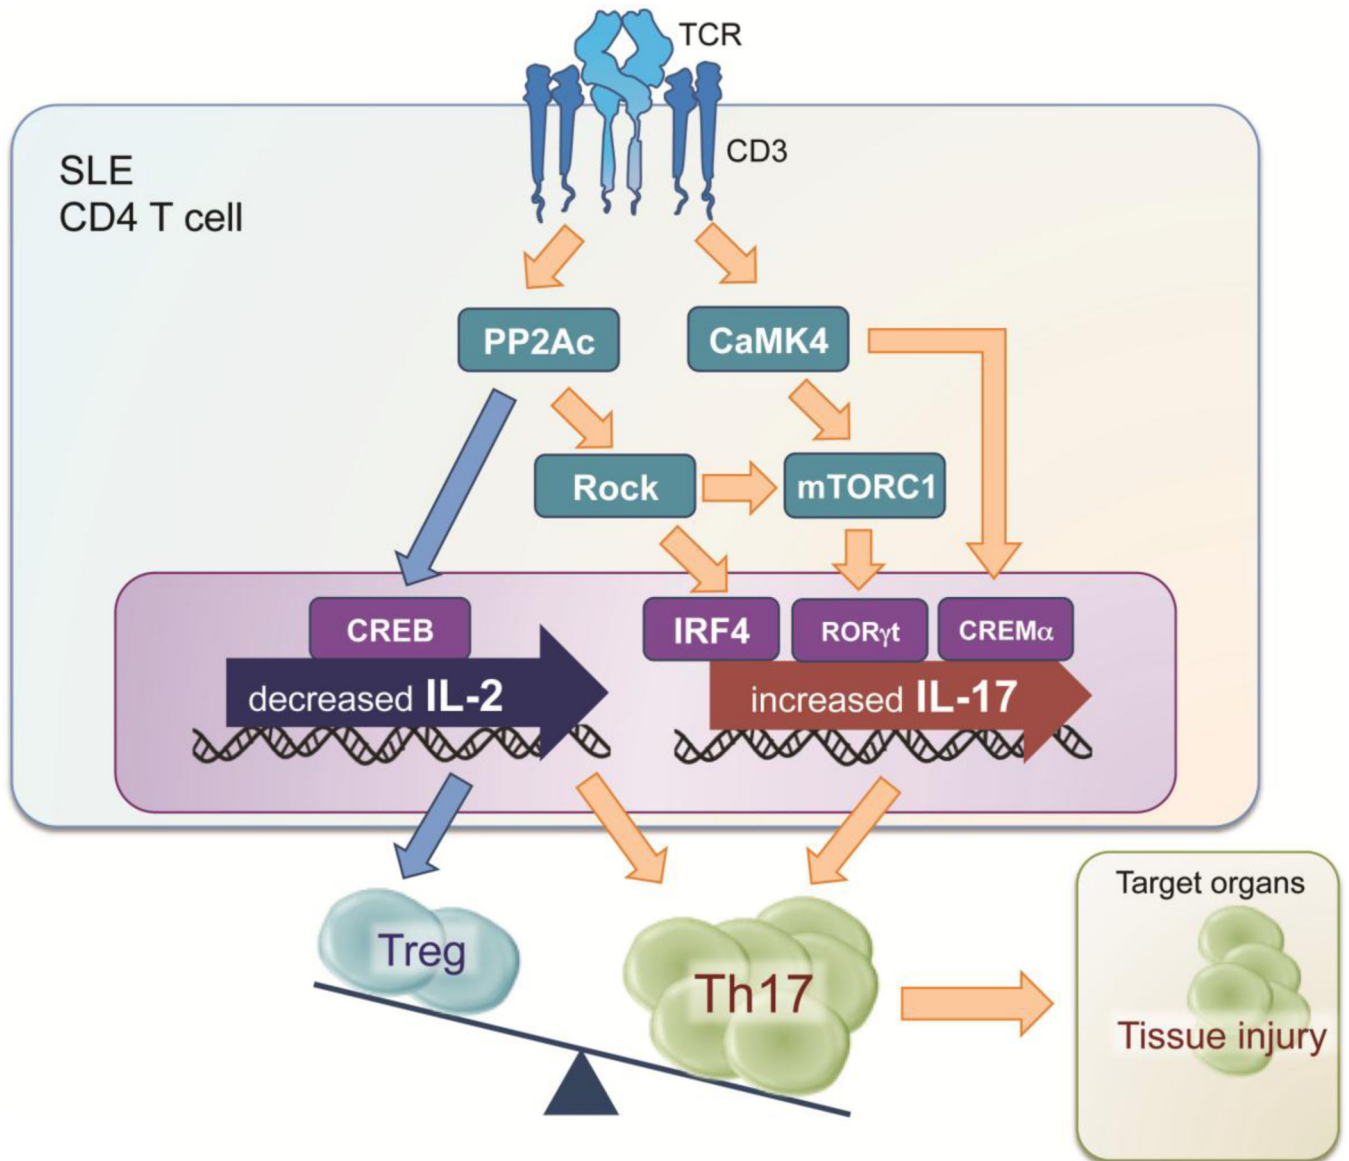 TCR
CD3
SLE
CD4 T cell
PP2Ac
CaMK4
Rock
mTORC1
CREB
IRF4
RORγt
CREMα
decreased IL-2
increased IL-17
Treg
Th17
Target organs
Tissue injury